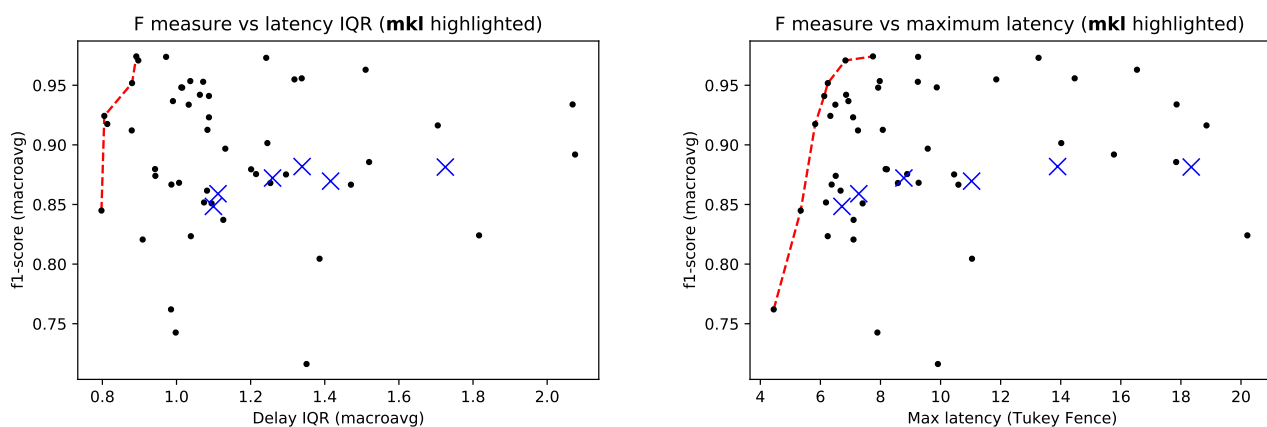 F measure vs latency IQR (mkl highlighted)
f1-score (macroavg)
0.95
0.90
0.85
0.80
0.75
0.8 1.0 1.2 1.4 1.6 1.8 2.0
Delay IQR (macroavg)
F measure vs maximum latency (mkl highlighted)
f1-score (macroavg)
0.95
0.90
0.85
0.80
0.75
4 6 8 10 12 14 16 18 20
Max latency (Tukey Fence)